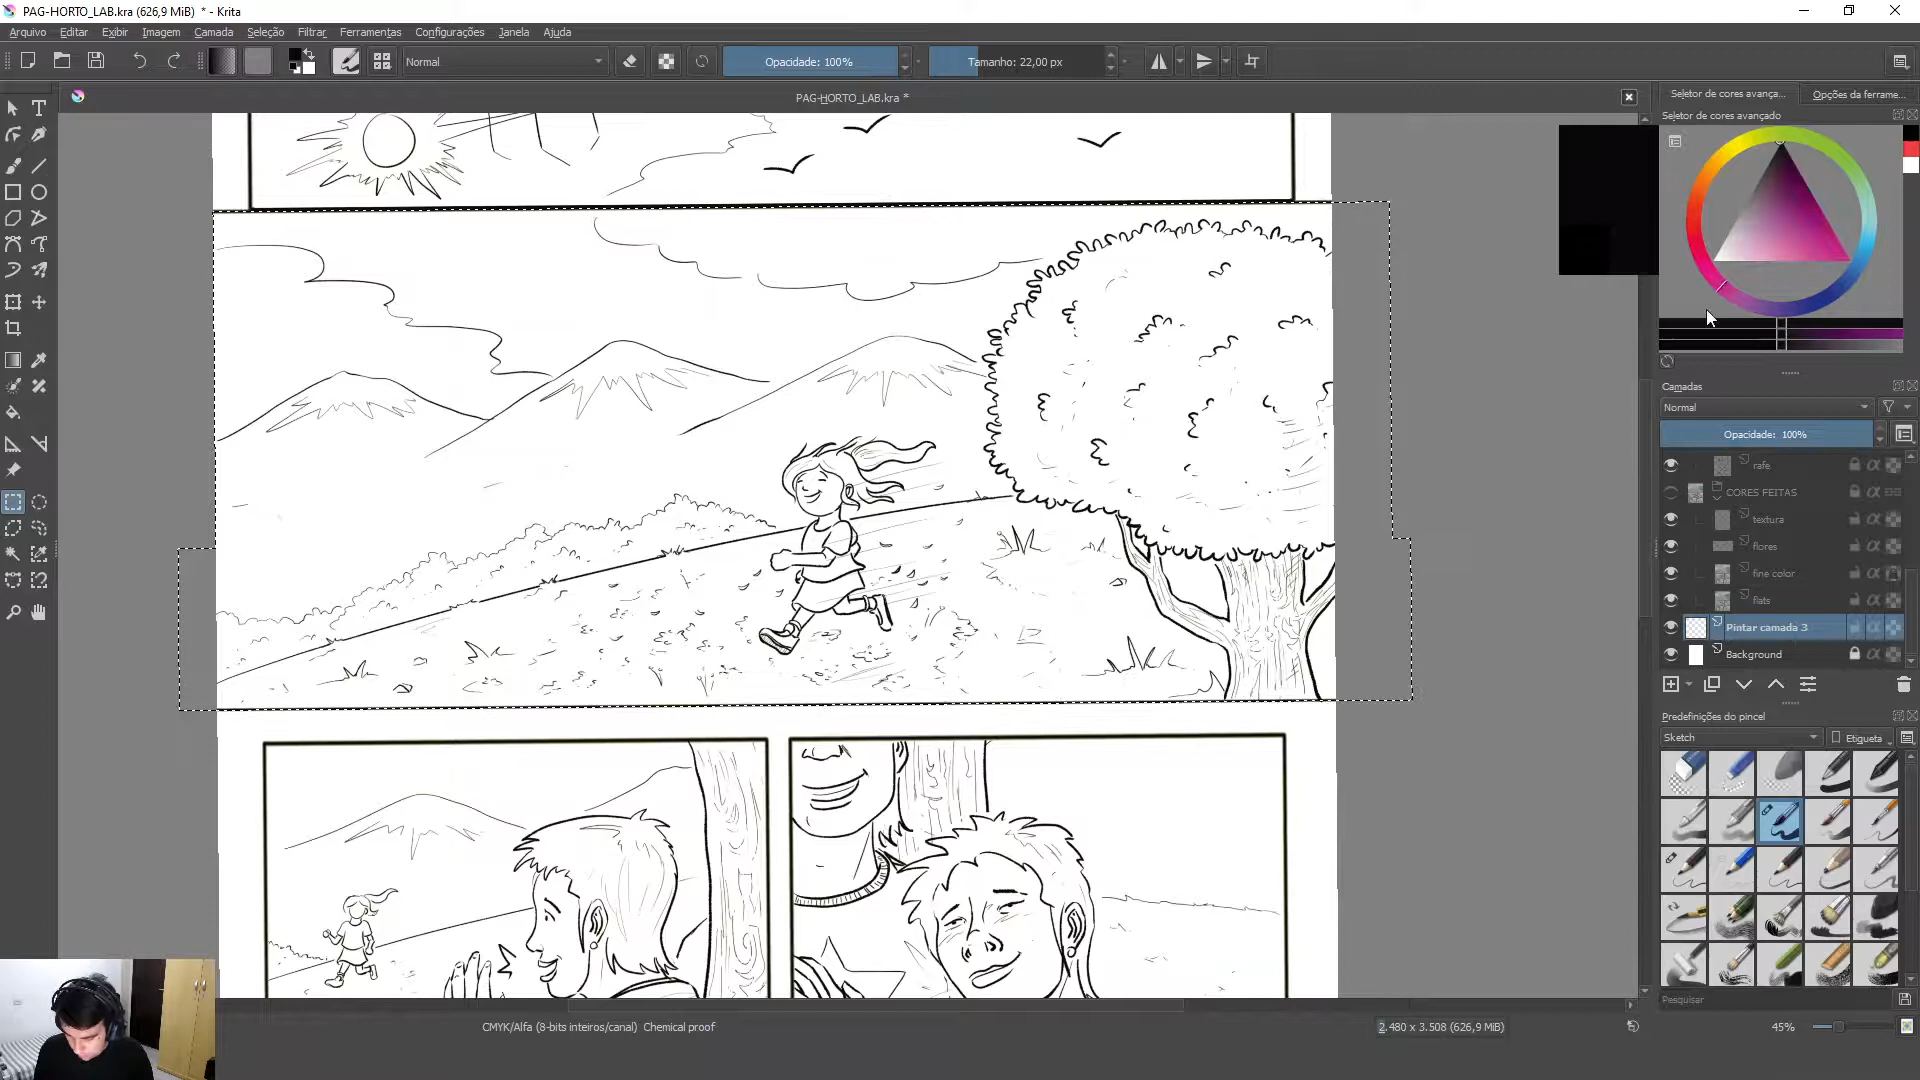 PAG-HORTO_LAB.kra (626,9 MiB) * - Krita
Arquivo Editar Exibir Imagem Camada Seleção Filtrar Ferramentas Configurações Janela Ajuda
Normal
Opacidade: 100%
Tamanho: 22,00 px
PAG-HORTO_LAB.kra *
Seletor de cores avança...
Opções da ferrame...
Seletor de cores avançado
Camadas
Normal
Opacidade: 100%
rafe
CORES FEITAS
textura
flores
fine color
flats
Pintar camada 3
Background
Predefinições do pincel
Sketch
Etiqueta
Pesquisar
CMYK/Alfa (8-bits inteiros/canal) Chemical proof
2.480 x 3.508 (626,9 MiB)
45%